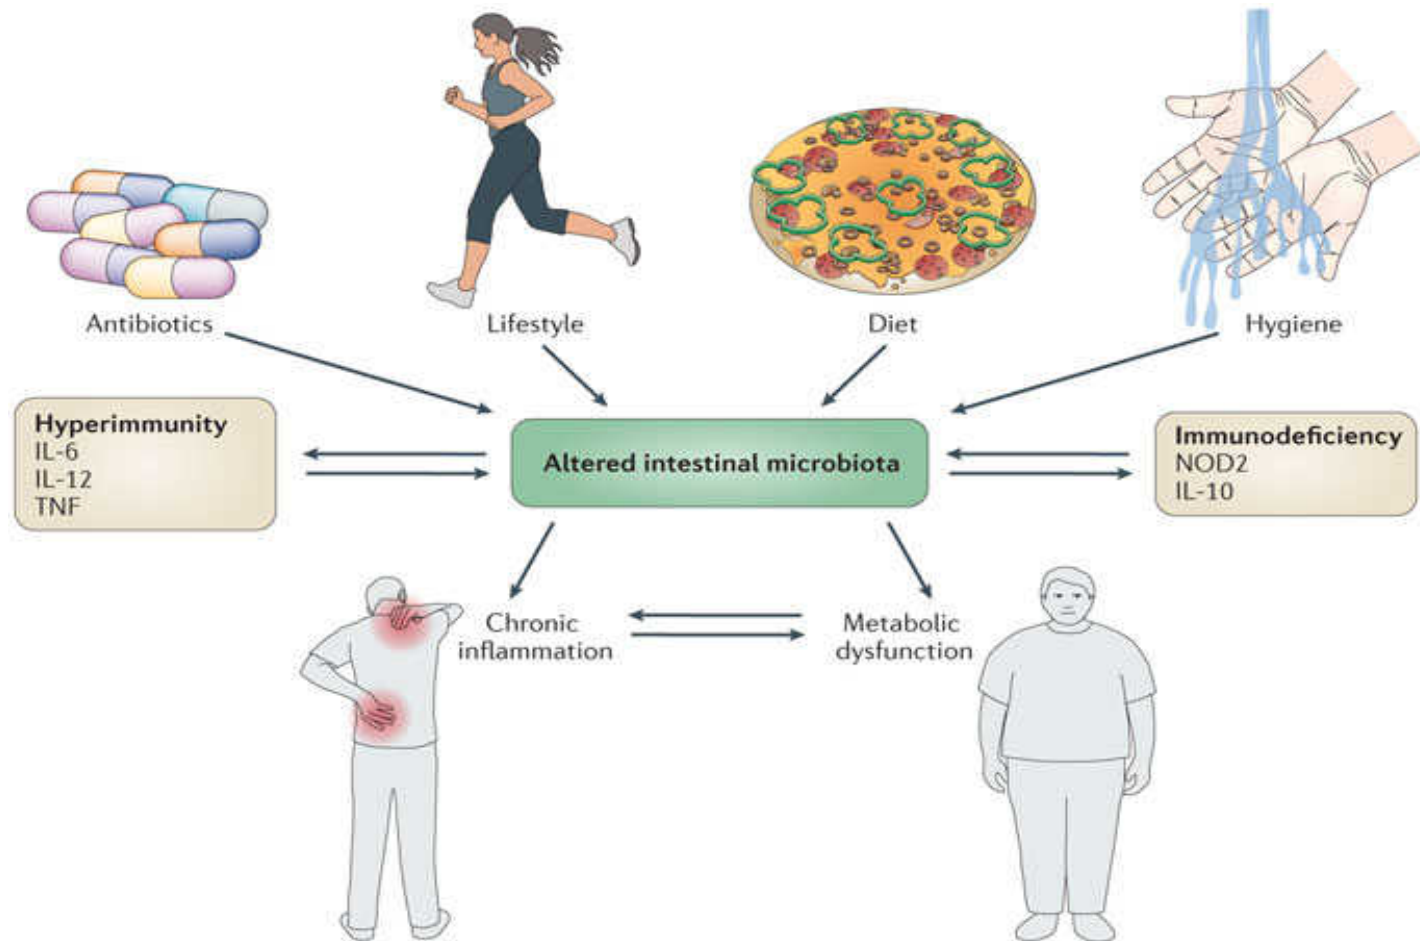 Antibiotics
Lifestyle
Diet
Hygiene
Hyperimmunity
IL-6
IL-12
TNF
Altered intestinal microbiota
Immunodeficiency
NOD2
IL-10
Chronic
inflammation
Metabolic
dysfunction